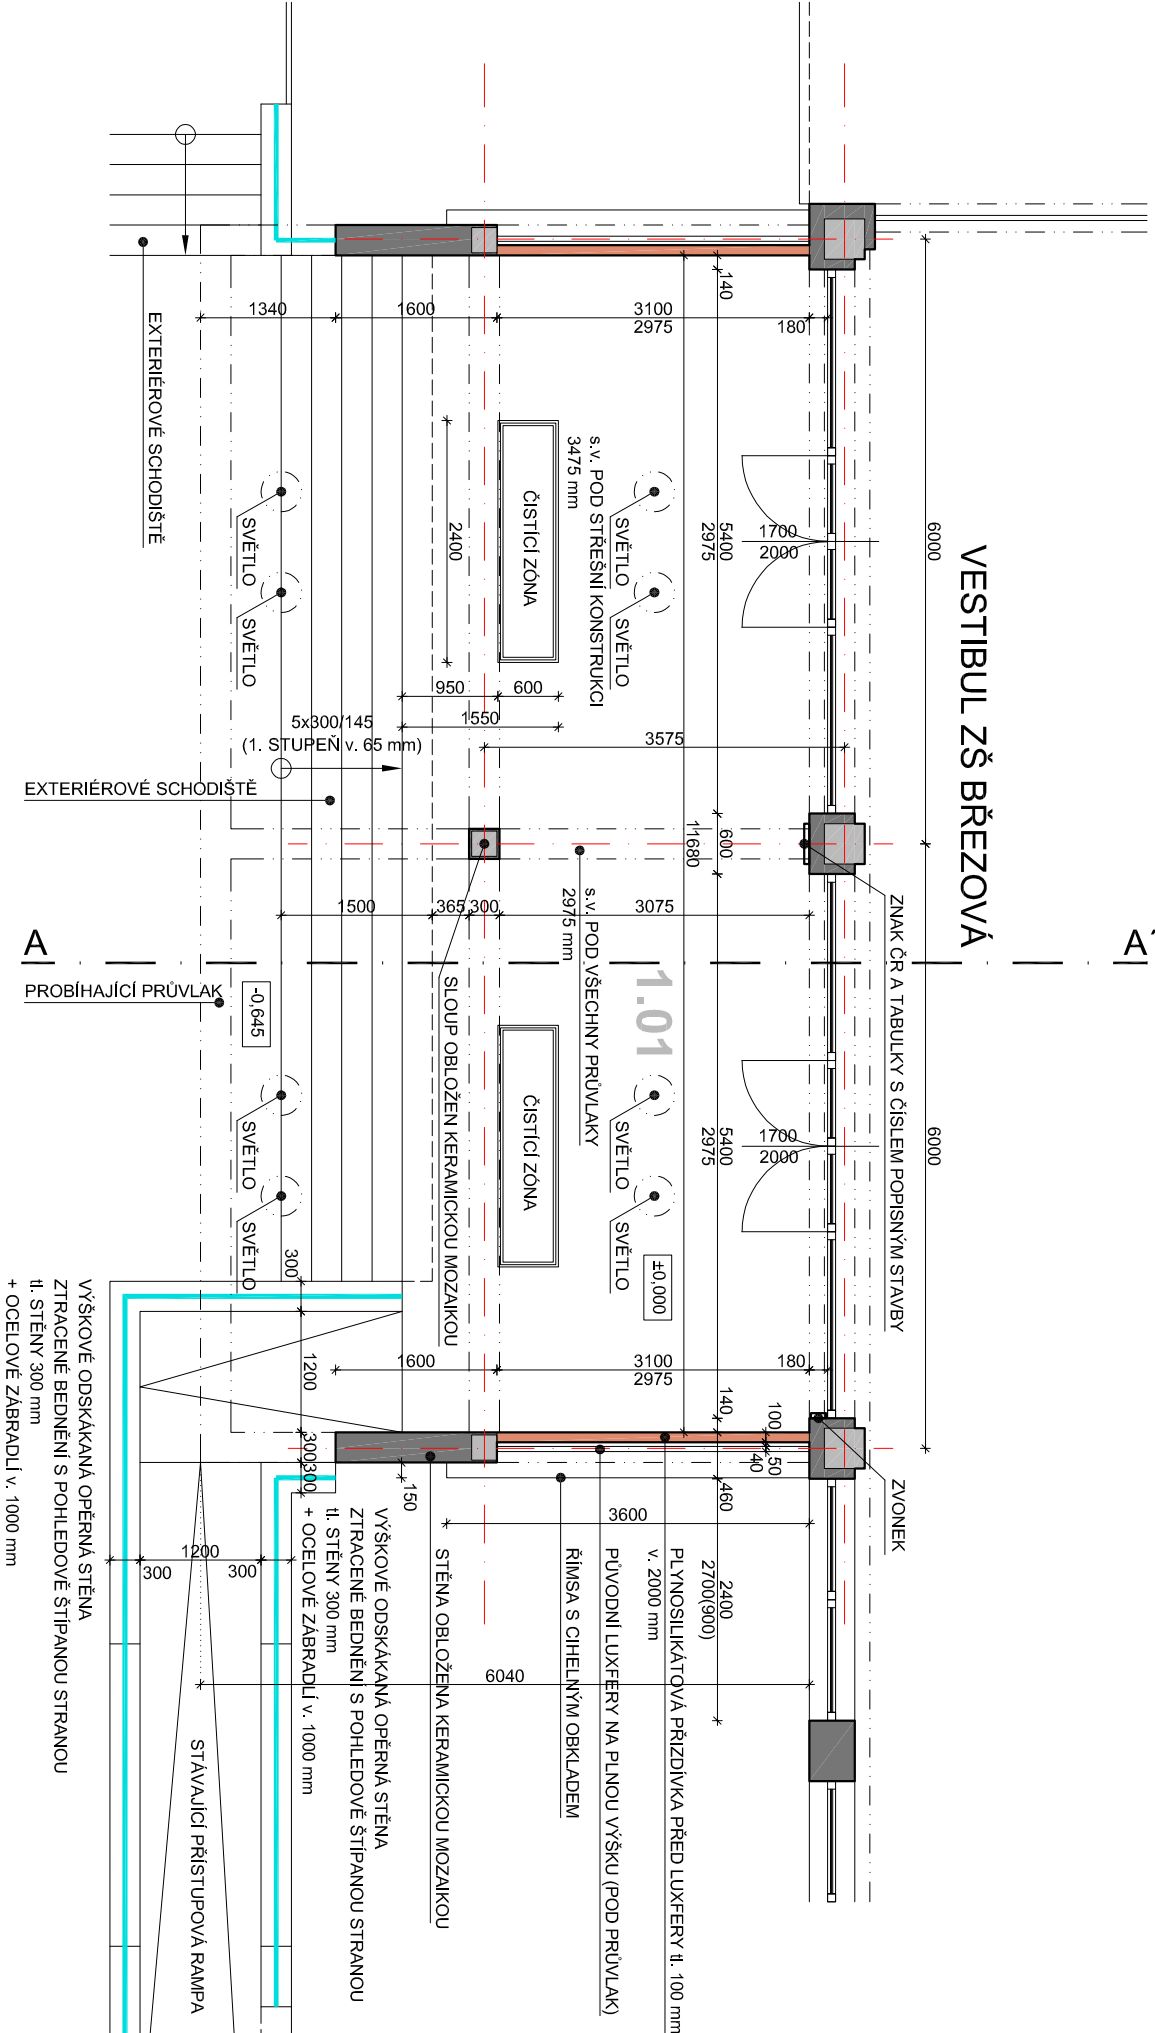 VESTIBUL ZŠ BŘEZOVÁ
A
A'
1.01
EXTERIÉROVÉ SCHODIŠTĚ
1340
1600
3100
2975
180
140
6000
1700
2000
5400
2975
s.v. POD STŘEŠNÍ KONSTRUKCI
3475 mm
ČISTÍCÍ ZÓNA
2400
SVĚTLO
SVĚTLO
SVĚTLO
SVĚTLO
950
600
1550
5x300/145
(1. STUPEŇ v. 65 mm)
3575
EXTERIÉROVÉ SCHODIŠTĚ
600
11680
1500
365
300
3075
s.v. POD VŠECHNY PRŮVLAKY
2975 mm
ZNAK ČR A TABULKY S ČÍSLEM POPISNÝM STAVBY
SLOUP OBLOŽEN KERAMICKOU MOZAIKOU
PROBÍHAJÍCÍ PRŮVLAK
-0,645
6000
1700
2000
5400
2975
ČISTÍCÍ ZÓNA
SVĚTLO
SVĚTLO
SVĚTLO
SVĚTLO
±0,000
300
1200
300
300
1600
3100
2975
180
140
100
50
40
460
150
ZVONEK
3600
2400
2700(900)
6040
1200
300
300
PLYNOSILIKÁTOVÁ PŘIZDÍVKA PŘED LUXFERY tl. 100 mm
v. 2000 mm
PŮVODNÍ LUXFERY NA PLNOU VÝŠKU (POD PRŮVLAK)
ŘÍMSA S CIHELNÝM OBKLADEM
STĚNA OBLOŽENA KERAMICKOU MOZAIKOU
VÝŠKOVĚ ODSKÁKANÁ OPĚRNÁ STĚNA
ZTRACENÉ BEDNĚNÍ S POHLEDOVĚ ŠTÍPANOU STRANOU
tl. STĚNY 300 mm
+ OCELOVÉ ZÁBRADLÍ v. 1000 mm
STÁVAJÍCÍ PŘÍSTUPOVÁ RAMPA
VÝŠKOVĚ ODSKÁKANÁ OPĚRNÁ STĚNA
ZTRACENÉ BEDNĚNÍ S POHLEDOVĚ ŠTÍPANOU STRANOU
tl. STĚNY 300 mm
+ OCELOVÉ ZÁBRADLÍ v. 1000 mm